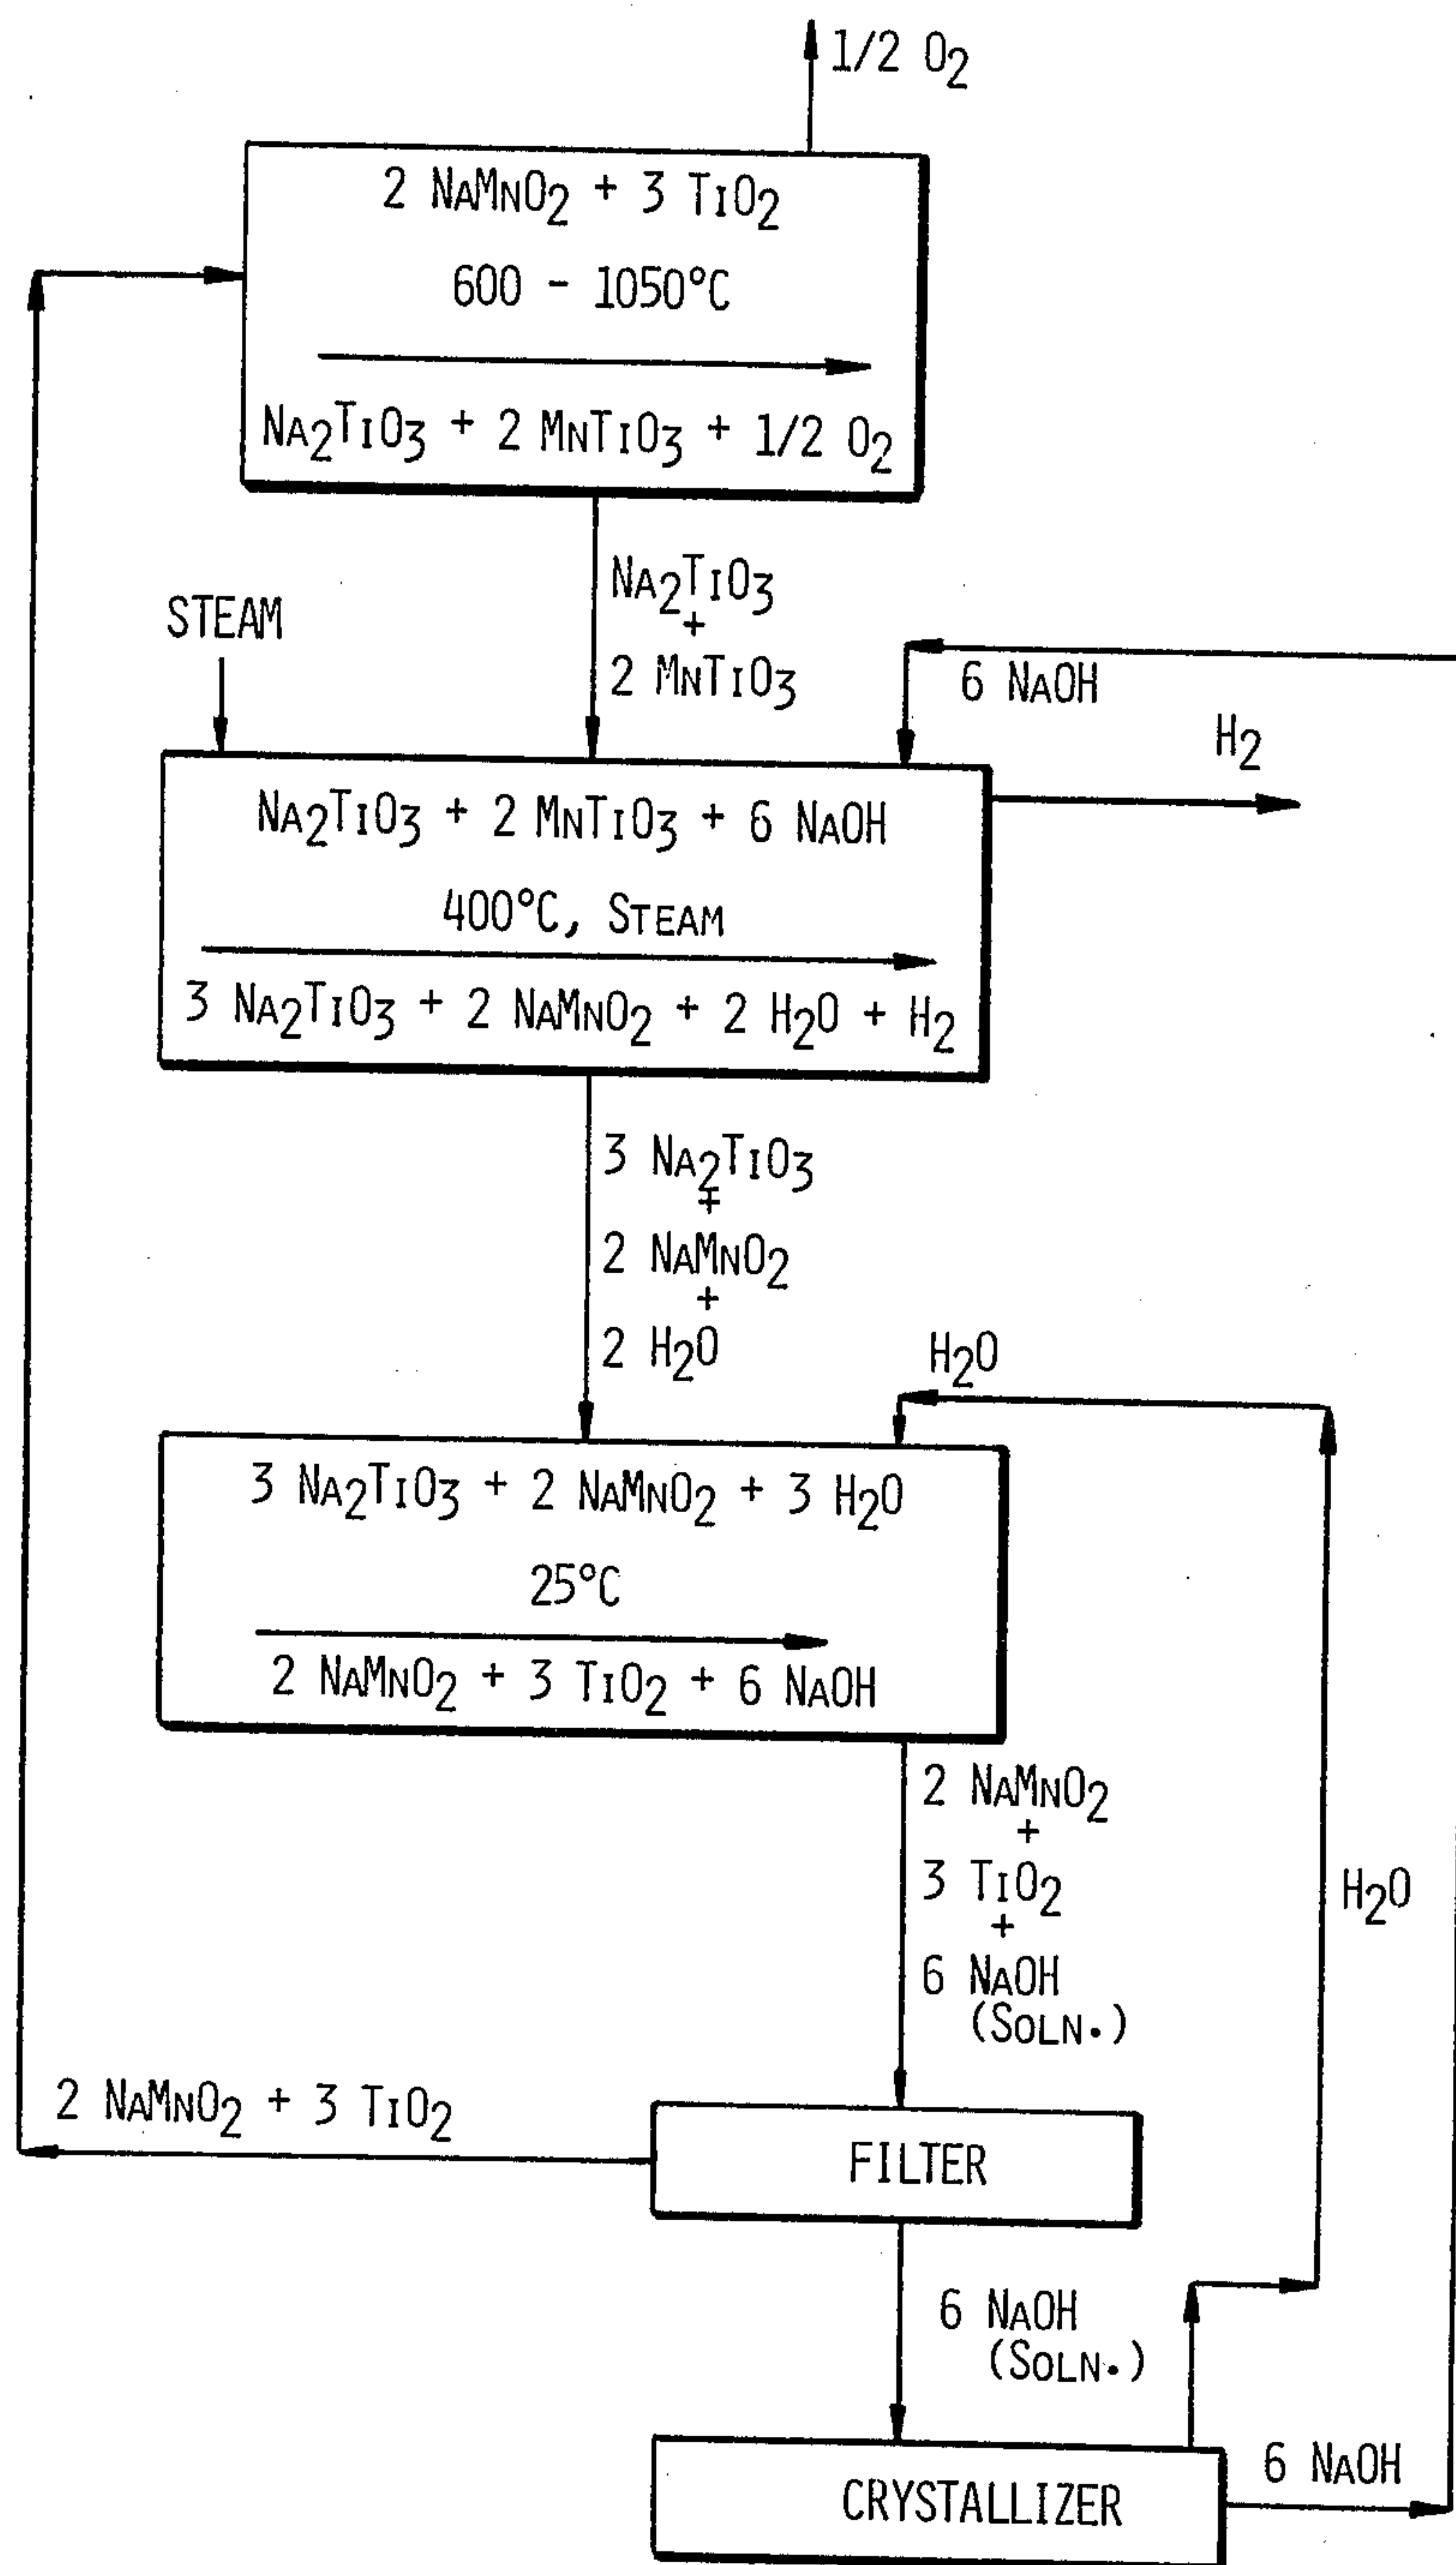 1/2 O2
2 NaMnO2 + 3 TiO2
600 - 1050°C
Na2TiO3 + 2 MnTiO3 + 1/2 O2
Na2TiO3
+
2 MnTiO3
STEAM
6 NaOH
H2
Na2TiO3 + 2 MnTiO3 + 6 NaOH
400°C, Steam
3 Na2TiO3 + 2 NaMnO2 + 2 H2O + H2
3 Na2TiO3
+
2 NaMnO2
+
2 H2O
H2O
3 Na2TiO3 + 2 NaMnO2 + 3 H2O
25°C
2 NaMnO2 + 3 TiO2 + 6 NaOH
2 NaMnO2
+
3 TiO2
+
6 NaOH
(Soln.)
H2O
2 NaMnO2 + 3 TiO2
FILTER
6 NaOH
(Soln.)
6 NaOH
CRYSTALLIZER